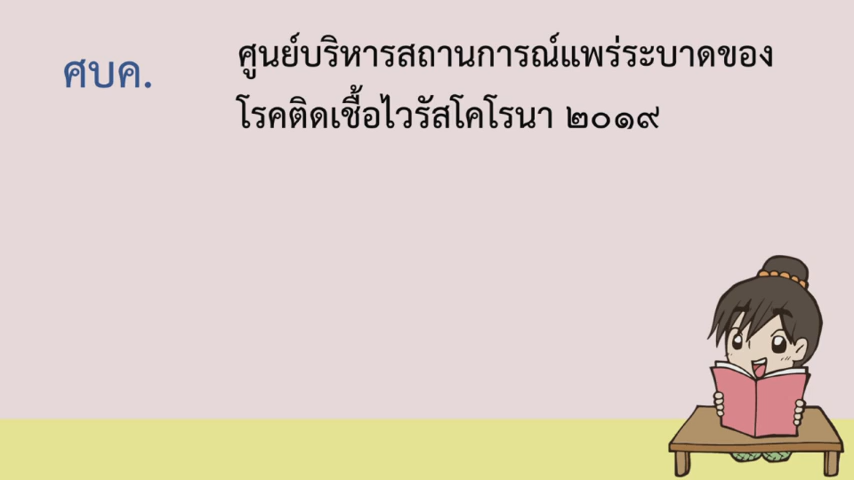 ศบค.
ศูนย์บริหารสถานการณ์แพร่ระบาดของ
โรคติดเชื้อไวรัสโคโรนา ๒๐๑๙